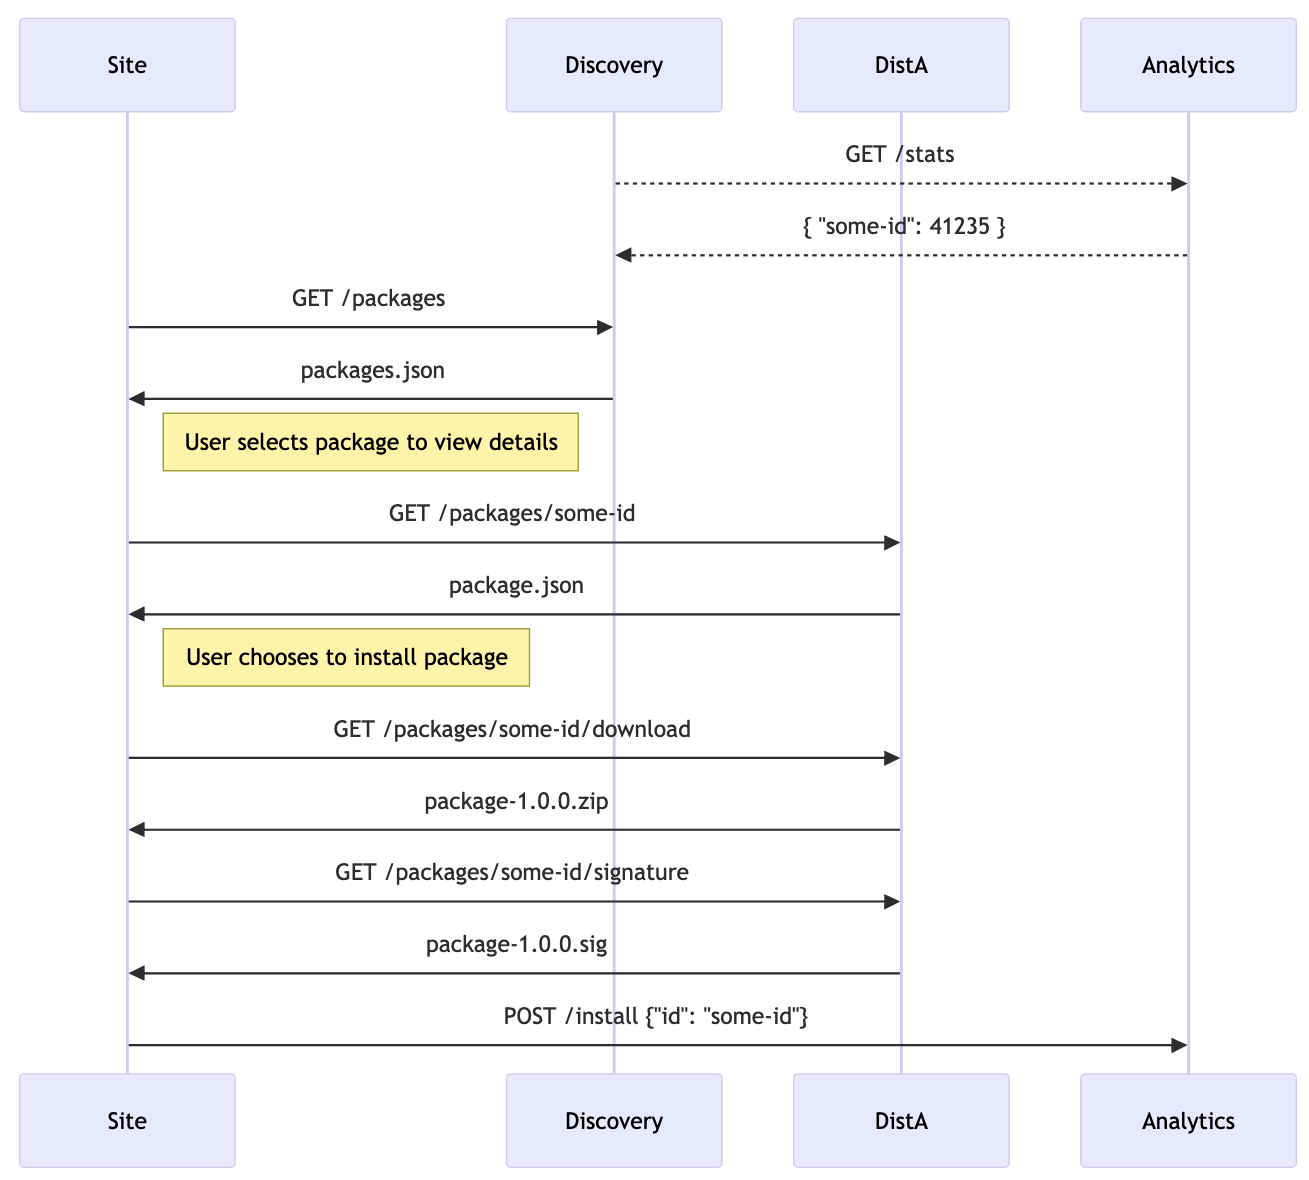 Site
Discovery
DistA
Analytics
GET /stats
{ "some-id": 41235 }
GET /packages
packages.json
User selects package to view details
GET /packages/some-id
package.json
User chooses to install package
GET /packages/some-id/download
package-1.0.0.zip
GET /packages/some-id/signature
package-1.0.0.sig
POST /install {"id": "some-id"}
Site
Discovery
DistA
Analytics